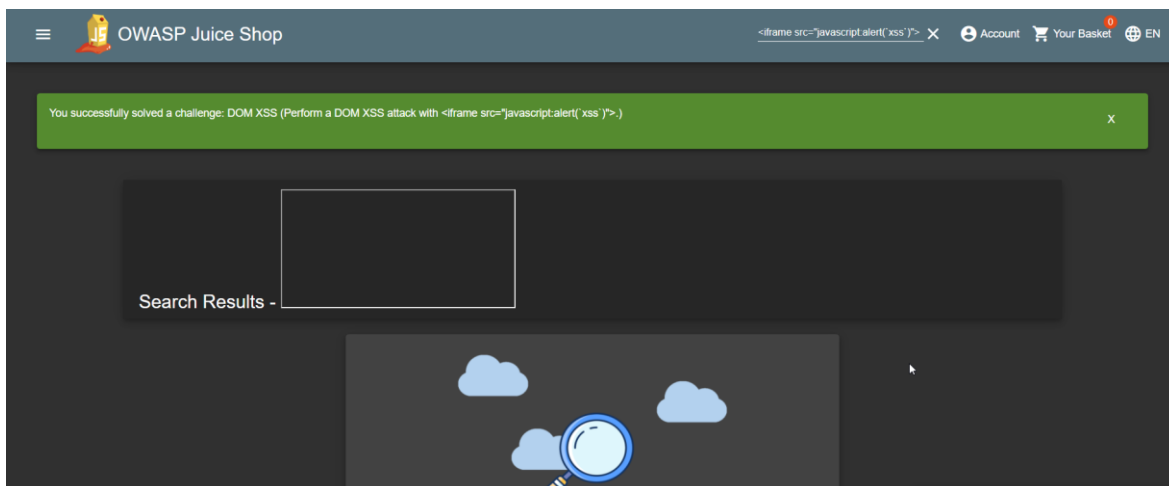 OWASP Juice Shop
<iframe src="javascript:alert(`xss`)"> X
Account
0
Your Basket
EN
You successfully solved a challenge: DOM XSS (Perform a DOM XSS attack with <iframe src="javascript:alert(`xss`)">.)
X
Search Results -